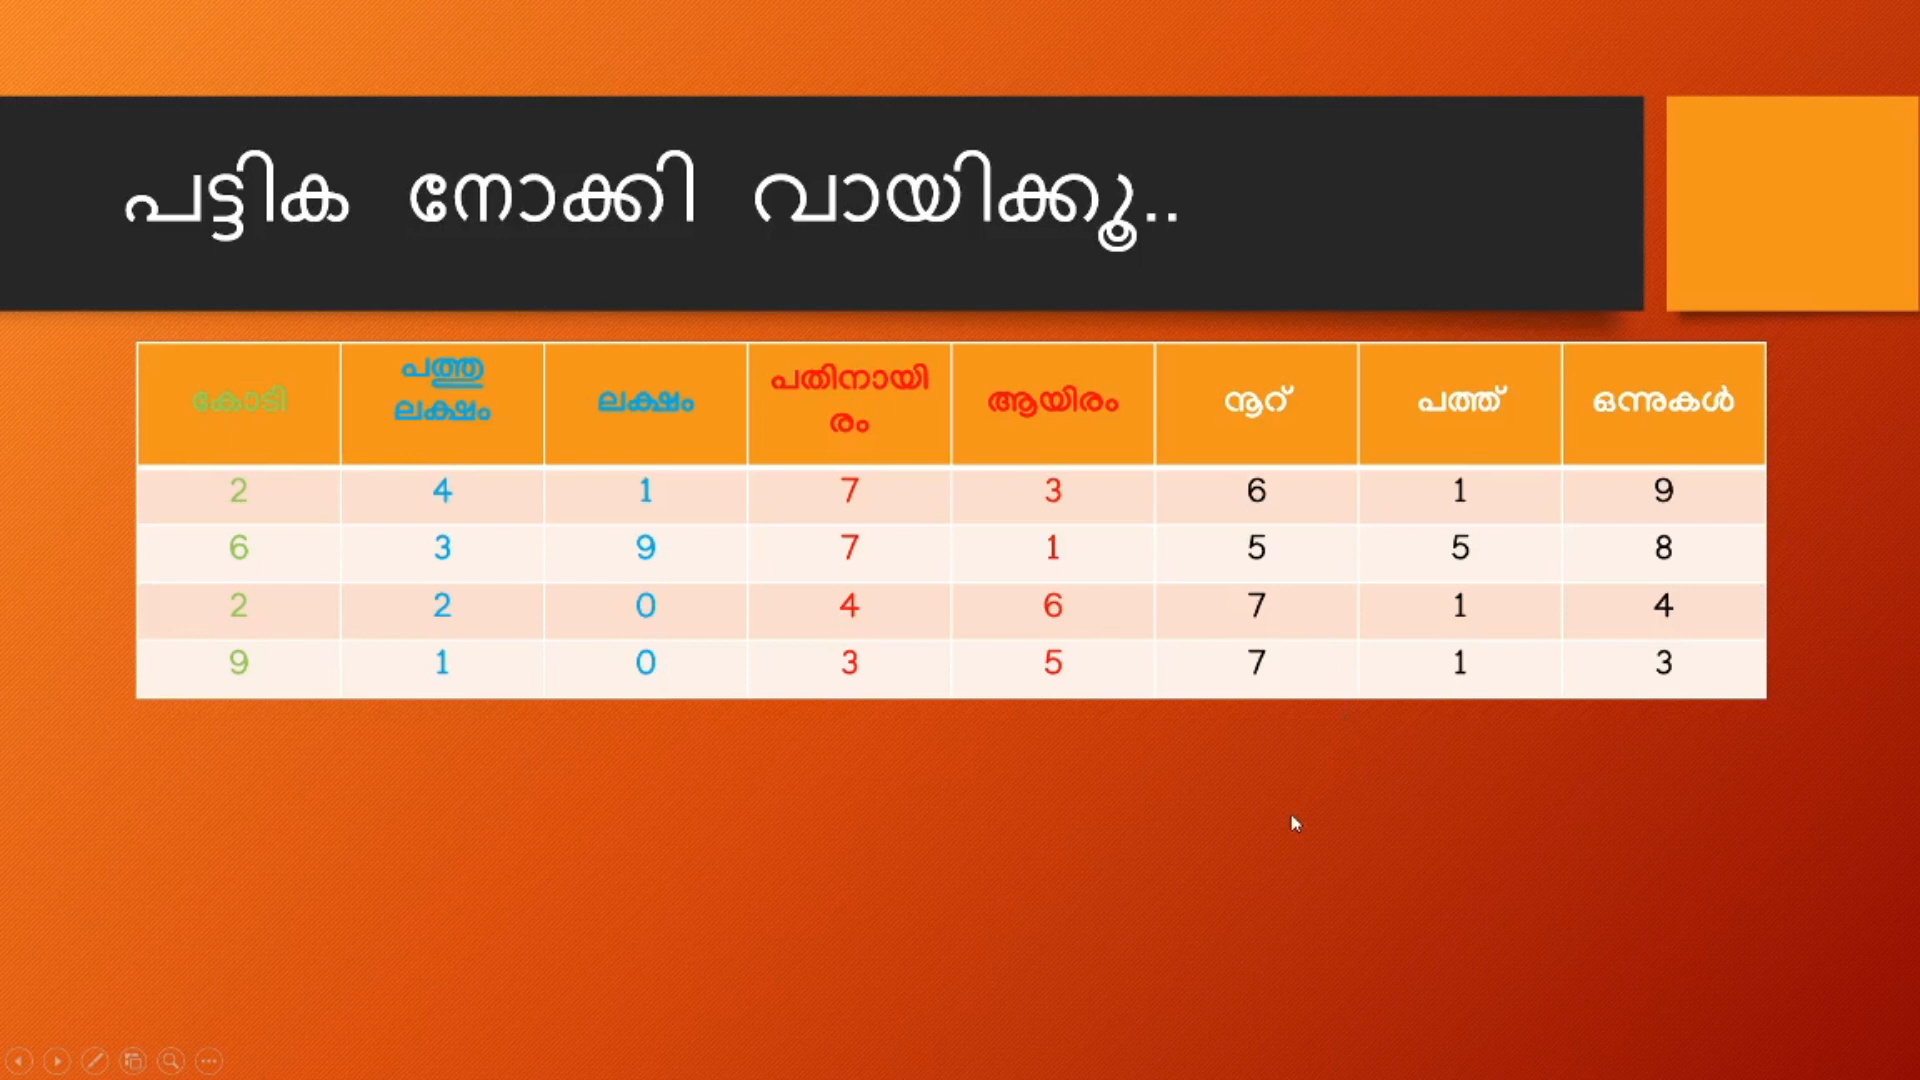 പട്ടിക നോക്കി വായിക്കൂ..
കോടി പത്തു ലക്ഷം ലക്ഷം പതിനായിരം ആയിരം നൂറ് പത്ത് ഒന്നുകൾ
2 4 1 7 3 6 1 9
6 3 9 7 1 5 5 8
2 2 0 4 6 7 1 4
9 1 0 3 5 7 1 3